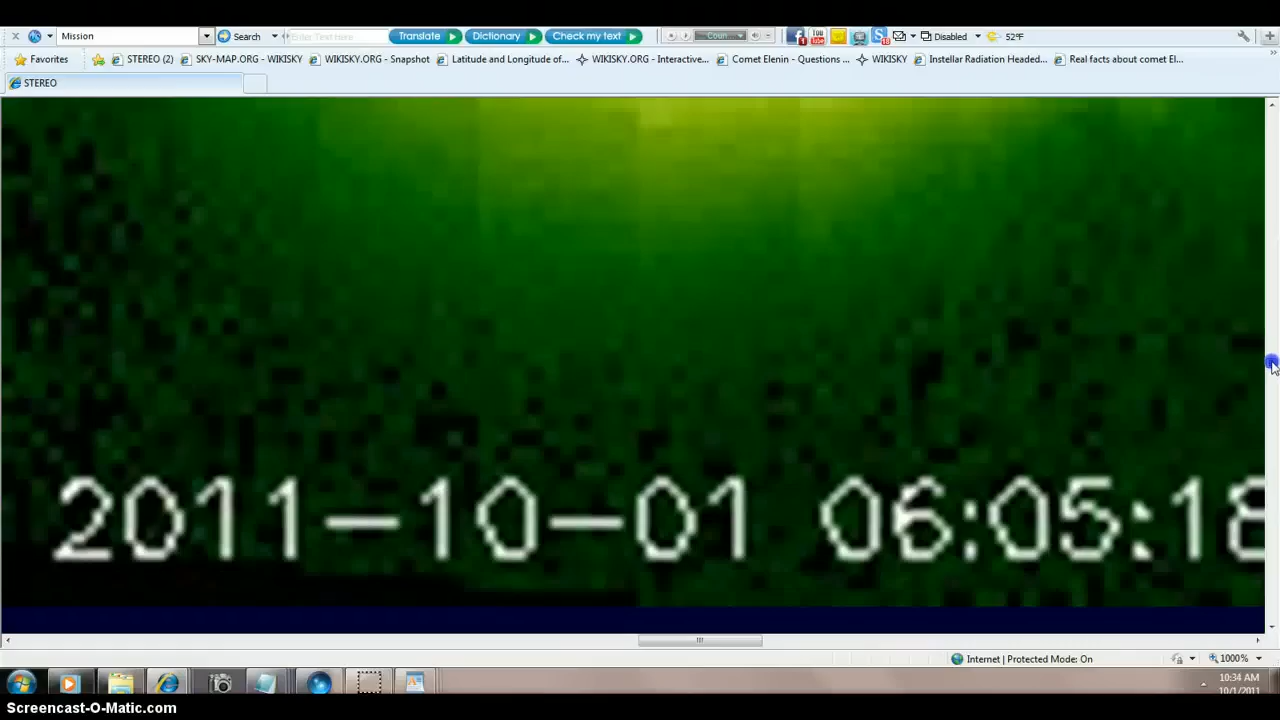 Mission Search Enter Text Here Translate Dictionary Check my text Disabled 52°F
Favorites STEREO (2) SKY-MAP.ORG - WIKISKY WIKISKY.ORG - Snapshot Latitude and Longitude of... WIKISKY.ORG - Interactive... Comet Elenin - Questions ... WIKISKY Instellar Radiation Headed... Real facts about comet El...
STEREO
2011-10-01 06:05:18
Internet | Protected Mode: On 1000%
10:34 AM
10/1/2011
Screencast-O-Matic.com